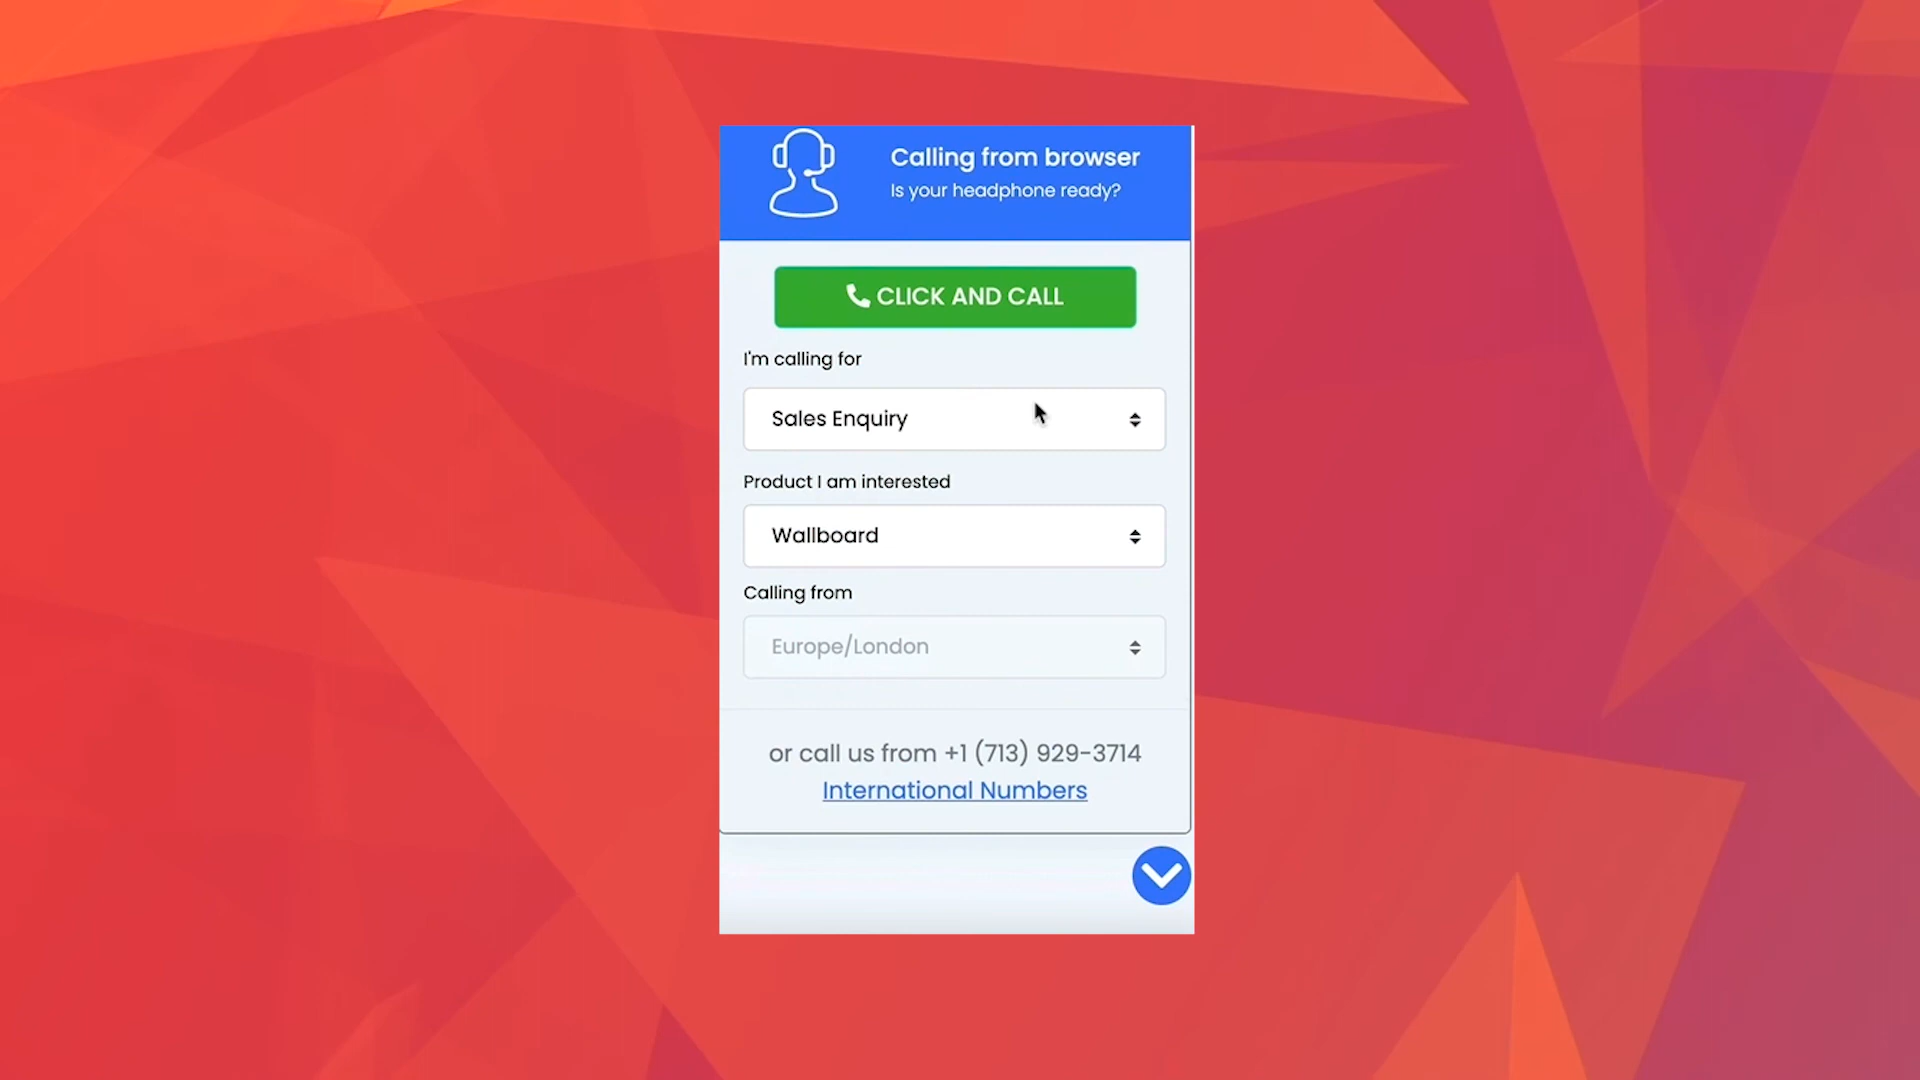 Calling from browser
Is your headphone ready?
CLICK AND CALL
I'm calling for
Sales Enquiry
Product I am interested
Wallboard
Calling from
Europe/London
or call us from +1 (713) 929-3714
International Numbers